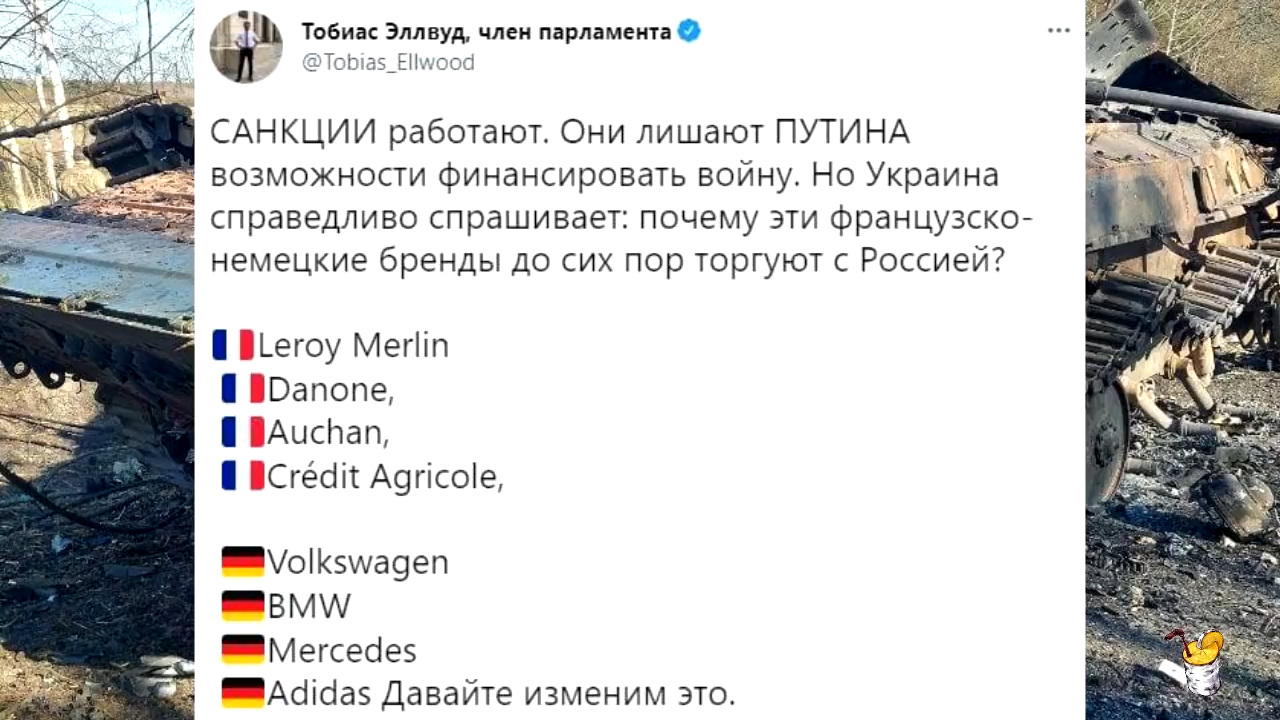 Тобиас Эллвуд, член парламента
@Tobias_Ellwood
САНКЦИИ работают. Они лишают ПУТИНА
возможности финансировать войну. Но Украина
справедливо спрашивает: почему эти французско-
немецкие бренды до сих пор торгуют с Россией?
Leroy Merlin
Danone,
Auchan,
Crédit Agricole,
Volkswagen
BMW
Mercedes
Adidas Давайте изменим это.